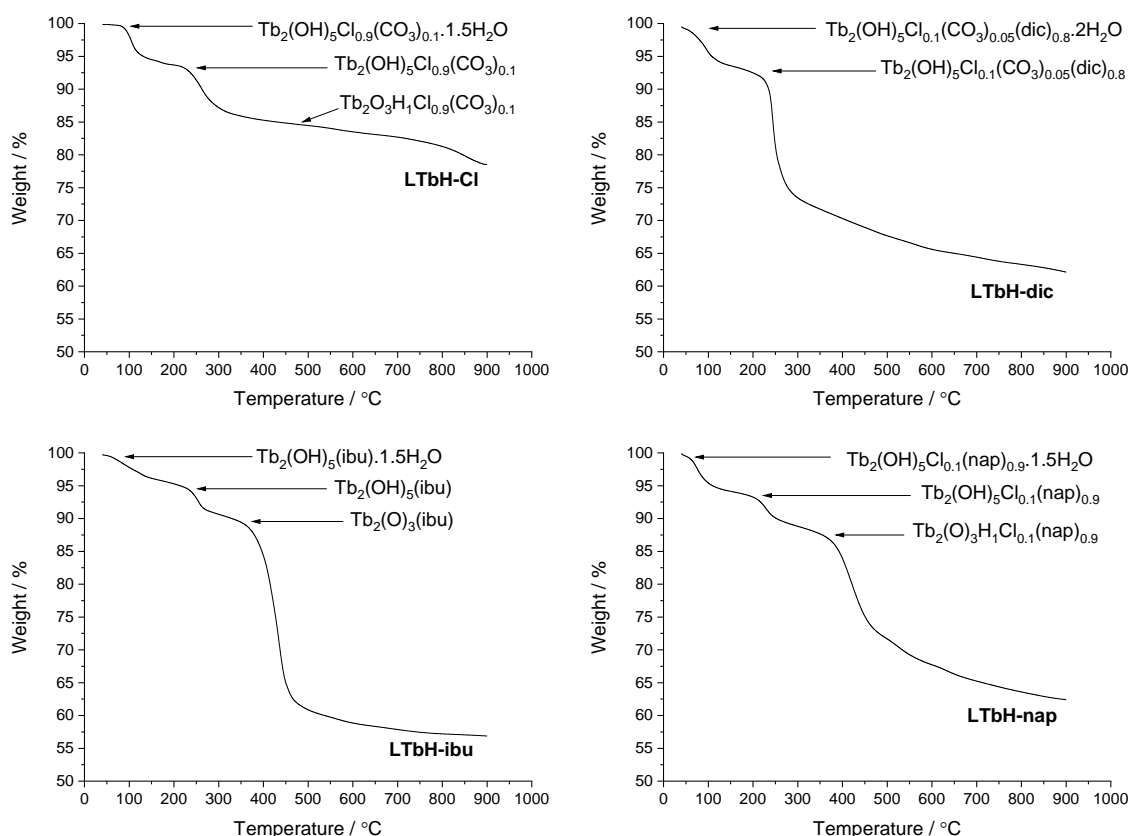 100
95
90
85
80
75
70
65
60
55
50
0 100 200 300 400 500 600 700 800 900 1000
Weight / %
Temperature / °C
Tb₂(OH)₅Cl₀.₉(CO₃)₀.₁.1.5H₂O
Tb₂(OH)₅Cl₀.₉(CO₃)₀.₁
Tb₂O₃H₁Cl₀.₉(CO₃)₀.₁
LTbH-Cl
100
95
90
85
80
75
70
65
60
55
50
0 100 200 300 400 500 600 700 800 900 1000
Weight / %
Temperature / °C
Tb₂(OH)₅Cl₀.₁(CO₃)₀.₀₅(dic)₀.₈.2H₂O
Tb₂(OH)₅Cl₀.₁(CO₃)₀.₀₅(dic)₀.₈
LTbH-dic
100
95
90
85
80
75
70
65
60
55
50
0 100 200 300 400 500 600 700 800 900 1000
Weight / %
Temperature / °C
Tb₂(OH)₅(ibu).1.5H₂O
Tb₂(OH)₅(ibu)
Tb₂(O)₃(ibu)
LTbH-ibu
100
95
90
85
80
75
70
65
60
55
50
0 100 200 300 400 500 600 700 800 900 1000
Weight / %
Temperature / °C
Tb₂(OH)₅Cl₀.₁(nap)₀.₉.1.5H₂O
Tb₂(OH)₅Cl₀.₁(nap)₀.₉
Tb₂(O)₃H₁Cl₀.₁(nap)₀.₉
LTbH-nap